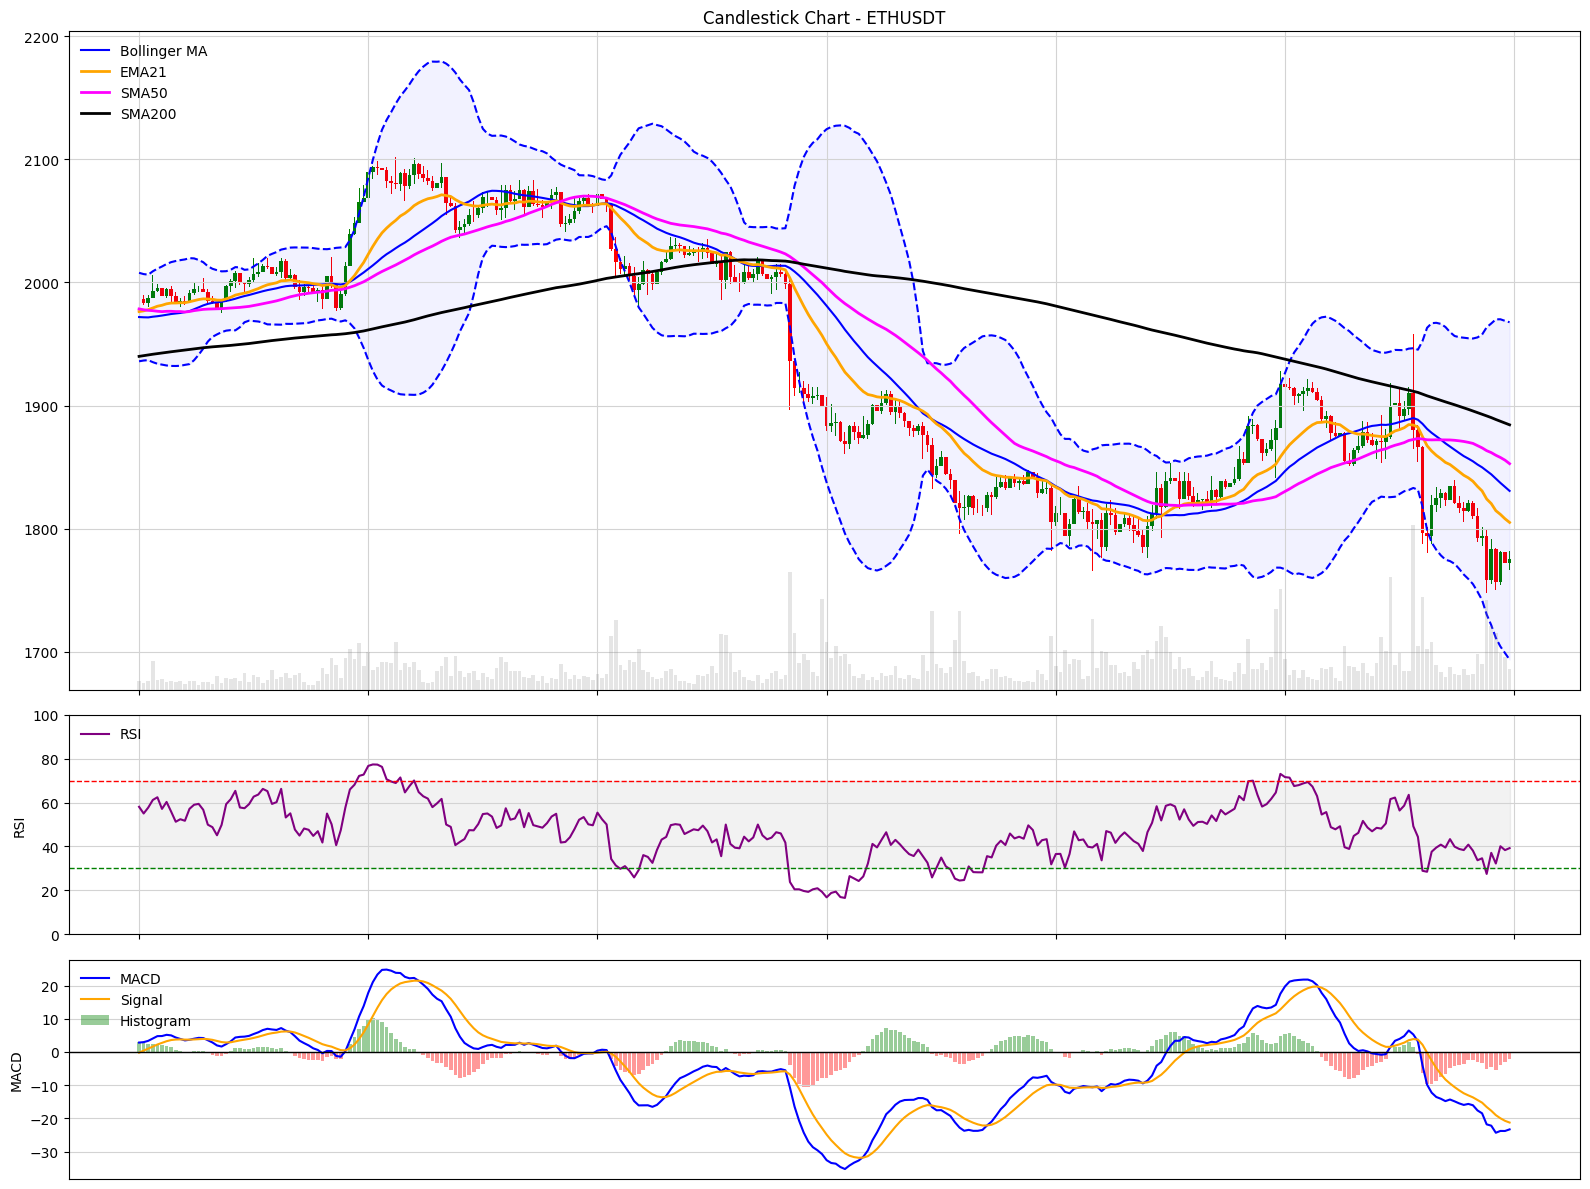 Candlestick Chart - ETHUSDT
2200
2100
2000
1900
1800
1700
Bollinger MA
EMA21
SMA50
SMA200
100
80
60
40
20
0
RSI
RSI
20
10
0
−10
−20
−30
MACD
MACD
Signal
Histogram